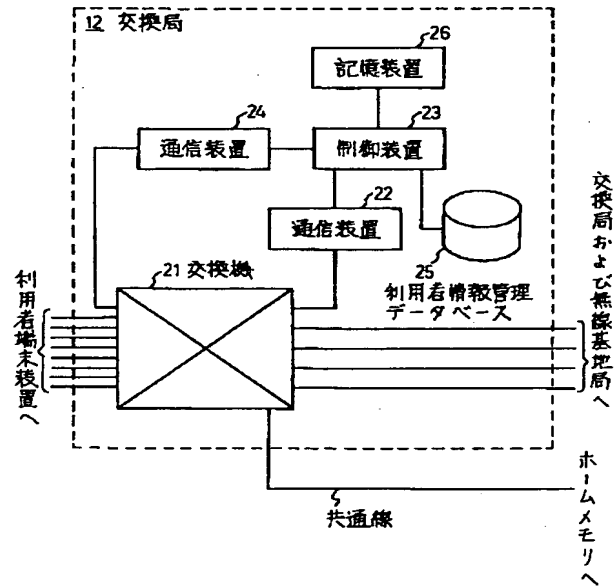 12 交換局
26
記憶装置
24
通信装置
23
制御装置
22
通信装置
21 交換機
25
利用者情報管理
データベース
利用者端末装置へ
交換局および無線基地局へ
共通線
ホームメモリへ